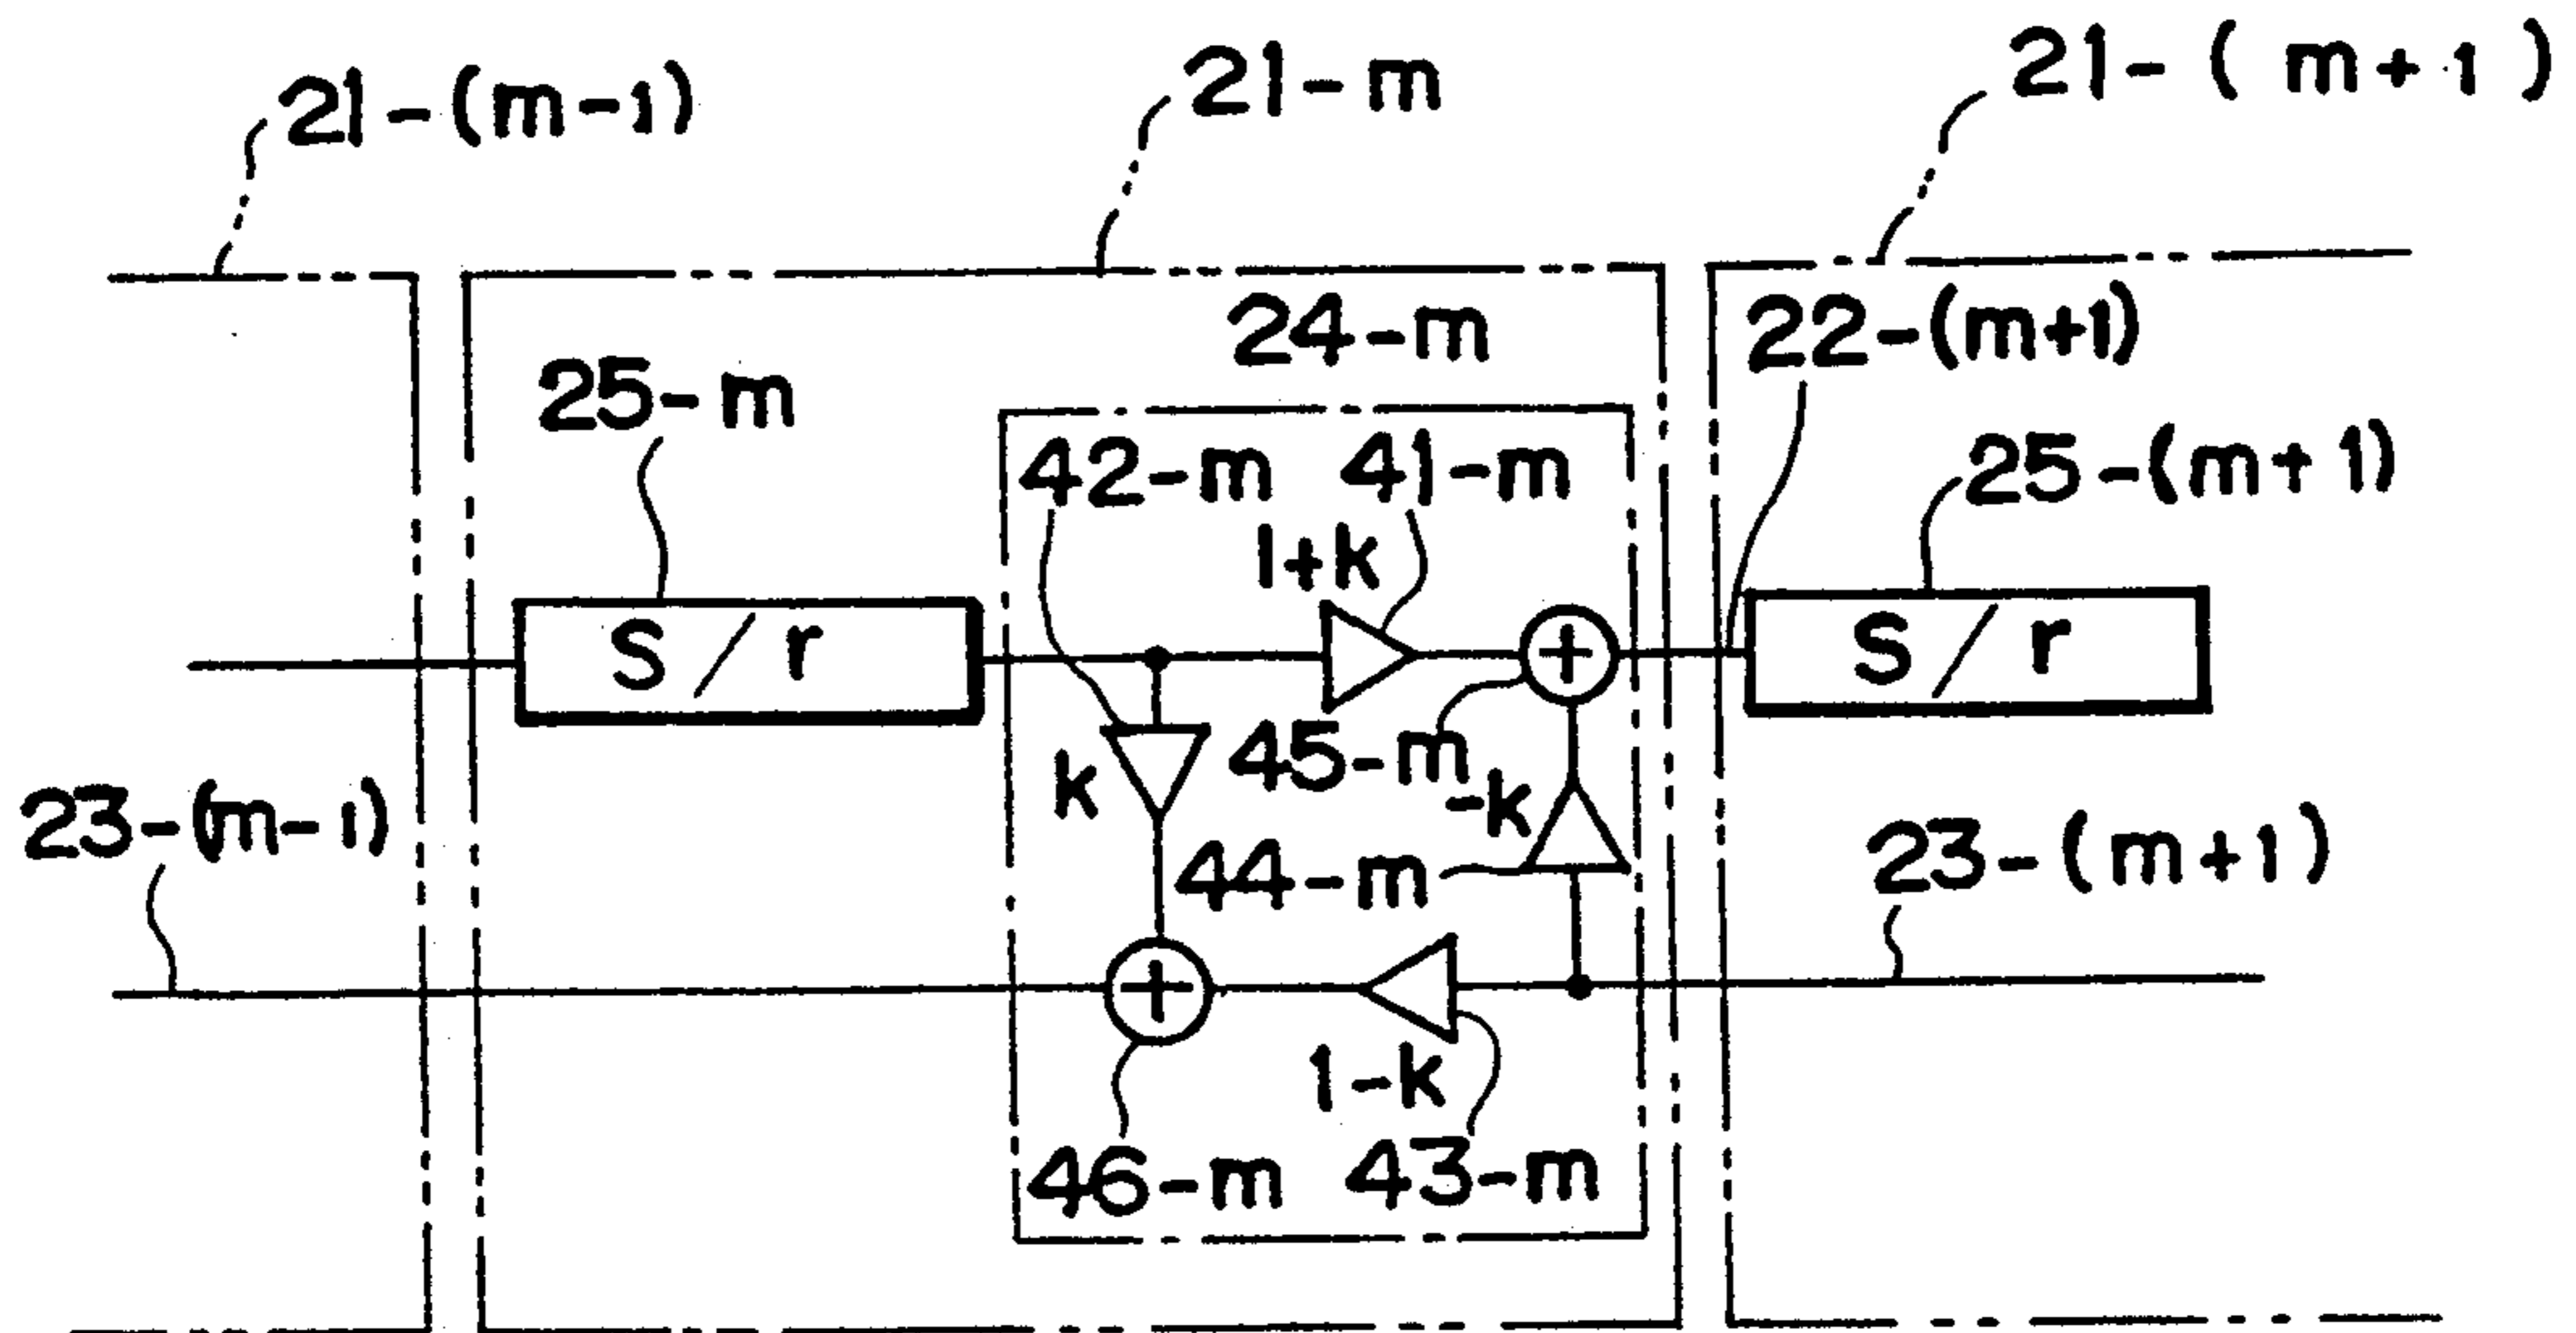 21-(m-1)
21-m
21-(m+1)
24-m
22-(m+1)
25-m
42-m
41-m
25-(m+1)
1+k
S/r
S/r
k
45-m
-k
23-(m-1)
44-m
23-(m+1)
1-k
46-m
43-m